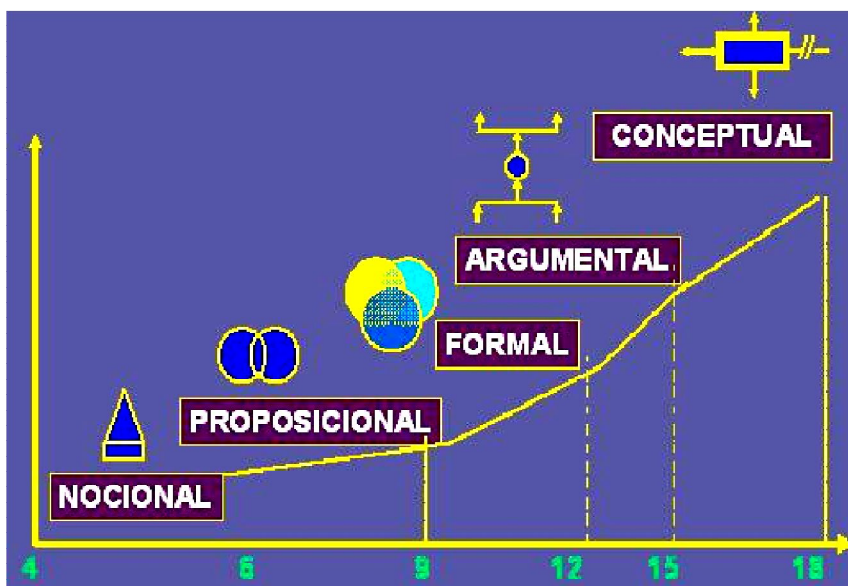 CONCEPTUAL
ARGUMENTAL
FORMAL
PROPOSICIONAL
NOCIONAL
4 6 9 12 15 18